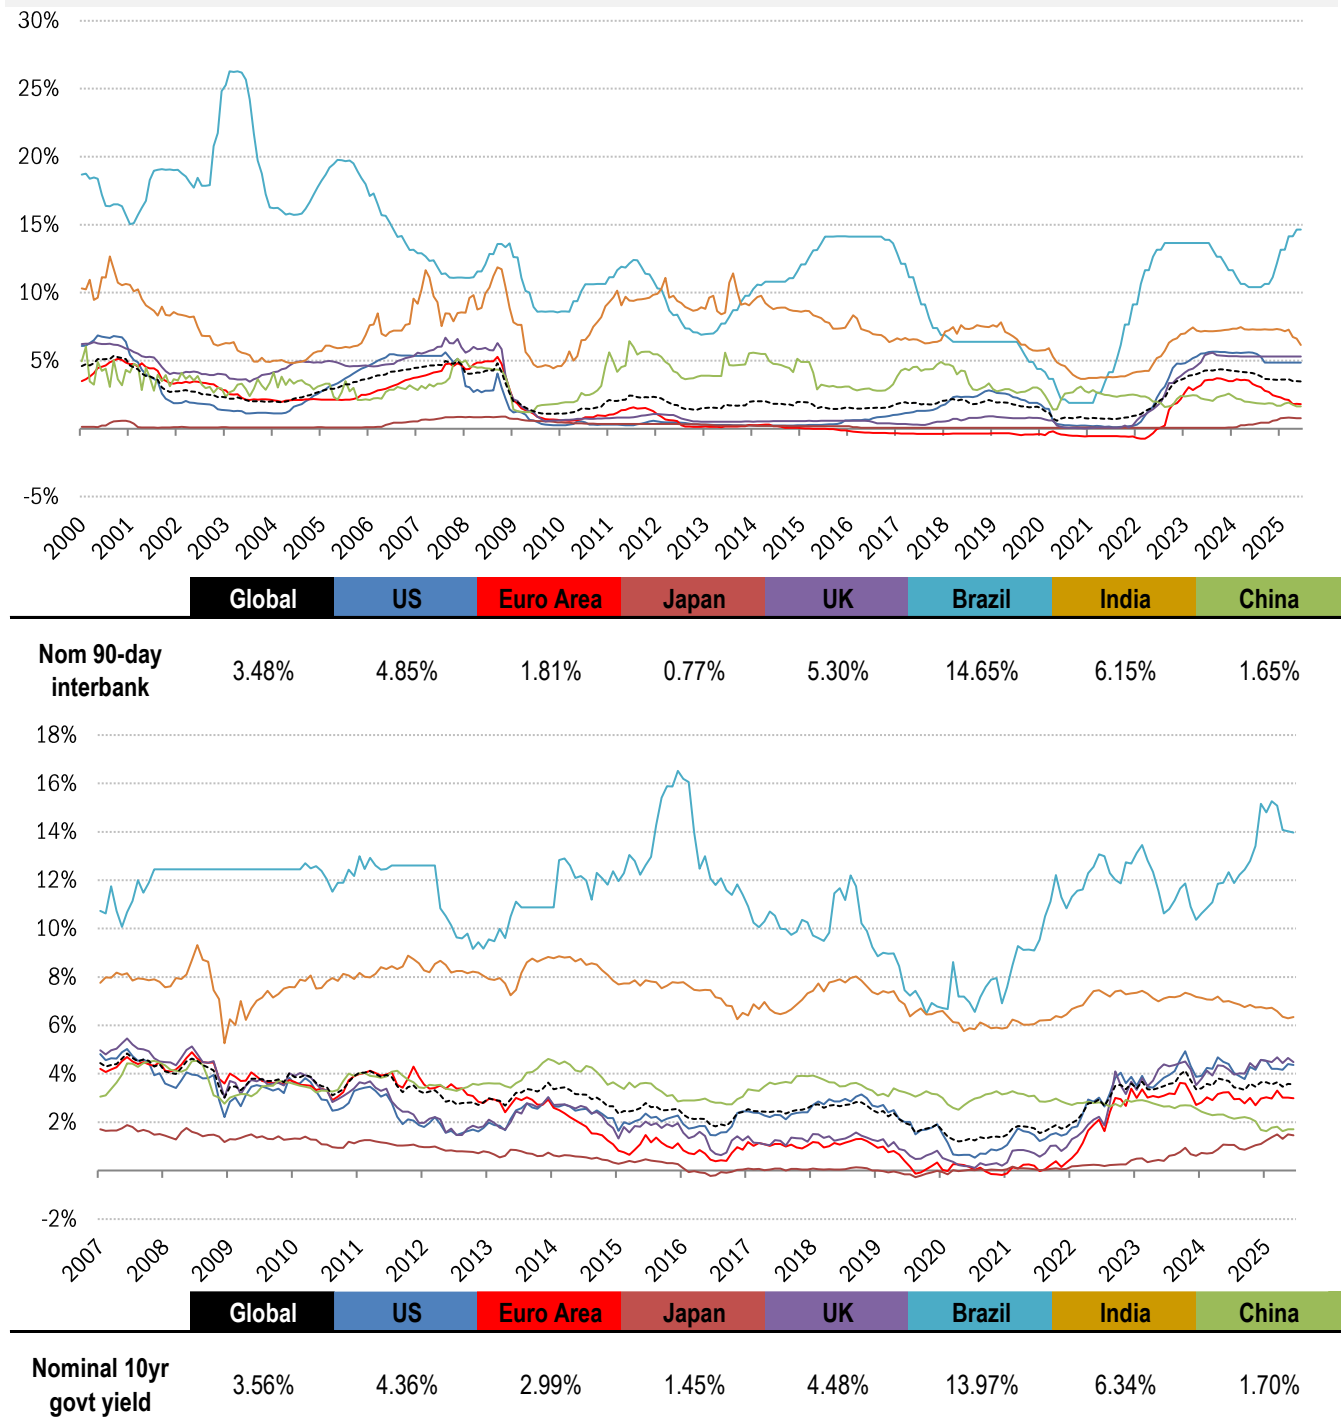 30%
25%
20%
15%
10%
5%
-5%
2000 2001 2002 2003 2004 2005 2006 2007 2008 2009 2010 2011 2012 2013 2014 2015 2016 2017 2018 2019 2020 2021 2022 2023 2024 2025
Global US Euro Area Japan UK Brazil India China
Nom 90-day
interbank
3.48% 4.85% 1.81% 0.77% 5.30% 14.65% 6.15% 1.65%
18%
16%
14%
12%
10%
8%
6%
4%
2%
-2%
2007 2008 2009 2010 2011 2012 2013 2014 2015 2016 2017 2018 2019 2020 2021 2022 2023 2024 2025
Global US Euro Area Japan UK Brazil India China
Nominal 10yr
govt yield
3.56% 4.36% 2.99% 1.45% 4.48% 13.97% 6.34% 1.70%